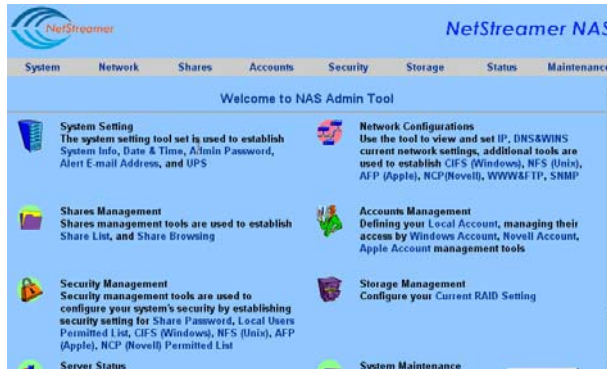 NetStreamer
NetStreamer NAS
System Network Shares Accounts Security Storage Status Maintenance
Welcome to NAS Admin Tool
System Setting
The system setting tool set is used to establish
System Info, Date & Time, Admin Password,
Alert E-mail Address, and UPS
Network Configurations
Use the tool to view and set IP, DNS&WINS
current network settings, additional tools are
used to establish CIFS (Windows), NFS (Unix),
AFP (Apple), NCP(Novell), WWW&FTP, SNMP
Shares Management
Shares management tools are used to establish
Share List, and Share Browsing
Accounts Management
Defining your Local Account, managing their
access by Windows Account, Novell Account,
Apple Account management tools
Security Management
Security management tools are used to
configure your system's security by establishing
security setting for Share Password, Local Users
Permitted List, CIFS (Windows), NFS (Unix), AFP
(Apple), NCP (Novell) Permitted List
Storage Management
Configure your Current RAID Setting
Server Status
System Maintenance